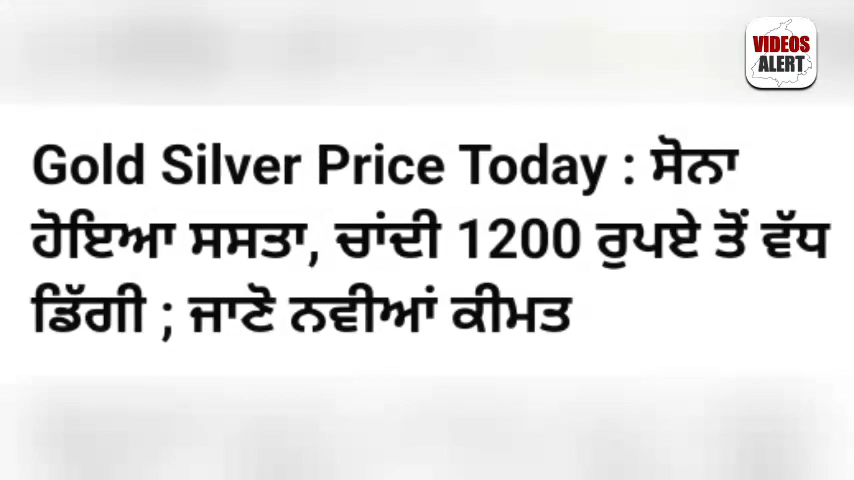 VIDEOS
ALERT
Gold Silver Price Today : ਸੋਨਾ
ਹੋਇਆ ਸਸਤਾ, ਚਾਂਦੀ 1200 ਰੁਪਏ ਤੋਂ ਵੱਧ
ਡਿੱਗੀ ; ਜਾਣੋ ਨਵੀਆਂ ਕੀਮਤ